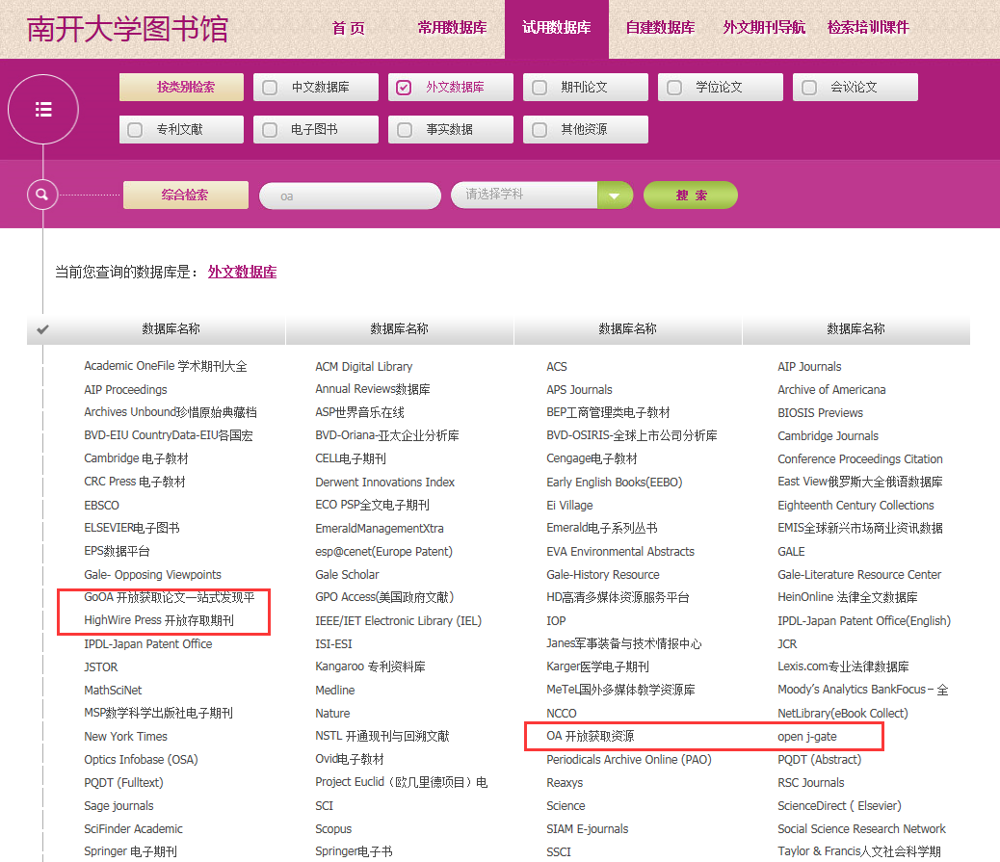 南开大学图书馆
首 页 常用数据库 试用数据库 自建数据库 外文期刊导航 检索培训课件
按类别检索 中文数据库 外文数据库 期刊论文 学位论文 会议论文
专利文献 电子图书 事实数据 其他资源
综合检索 oa 请选择学科 搜 索
当前您查询的数据库是： 外文数据库
数据库名称 数据库名称 数据库名称 数据库名称
Academic OneFile 学术期刊大全 ACM Digital Library ACS AIP Journals
AIP Proceedings Annual Reviews数据库 APS Journals Archive of Americana
Archives Unbound珍惜原始典藏档 ASP世界音乐在线 BEP工商管理类电子教材 BIOSIS Previews
BVD-EIU CountryData-EIU各国宏 BVD-Oriana-亚太企业分析库 BVD-OSIRIS-全球上市公司分析库 Cambridge Journals
Cambridge 电子教材 CELL电子期刊 Cengage电子教材 Conference Proceedings Citation
CRC Press 电子教材 Derwent Innovations Index Early English Books(EEBO) East View俄罗斯大全俄语数据库
EBSCO ECO PSP全文电子期刊 Ei Village Eighteenth Century Collections
ELSEVIER电子图书 EmeraldManagementXtra Emerald电子系列丛书 EMIS全球新兴市场商业资讯数据
EPS数据平台 esp@cenet(Europe Patent) EVA Environmental Abstracts GALE
Gale- Opposing Viewpoints Gale Scholar Gale-History Resource Gale-Literature Resource Center
GoOA 开放获取论文一站式发现平 GPO Access(美国政府文献) HD高清多媒体资源服务平台 HeinOnline 法律全文数据库
HighWire Press 开放存取期刊 IEEE/IET Electronic Library (IEL) IOP IPDL-Japan Patent Office(English)
IPDL-Japan Patent Office ISI-ESI Janes军事装备与技术情报中心 JCR
JSTOR Kangaroo 专利资料库 Karger医学电子期刊 Lexis.com专业法律数据库
MathSciNet Medline MeTeL国外多媒体教学资源库 Moody’s Analytics BankFocus－全
MSP数学科学出版社电子期刊 Nature NCCO NetLibrary(eBook Collect)
New York Times NSTL 开通现刊与回溯文献 OA 开放获取资源 open j-gate
Optics Infobase (OSA) Ovid电子教材 Periodicals Archive Online (PAO) PQDT (Abstract)
PQDT (Fulltext) Project Euclid（欧几里德项目）电 Reaxys RSC Journals
Sage journals SCI Science ScienceDirect ( Elsevier)
SciFinder Academic Scopus SIAM E-journals Social Science Research Network
Springer 电子期刊 Springer电子书 SSCI Taylor & Francis人文社会科学期